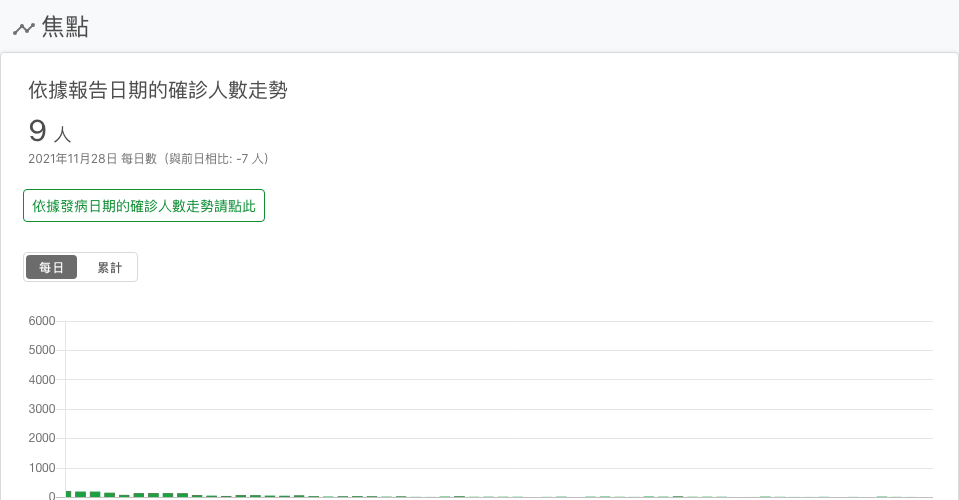 焦點
依據報告日期的確診人數走勢
9 人
2021年11月28日 每日數（與前日相比: -7 人）
依據發病日期的確診人數走勢請點此
每日 累計
6000
5000
4000
3000
2000
1000
0